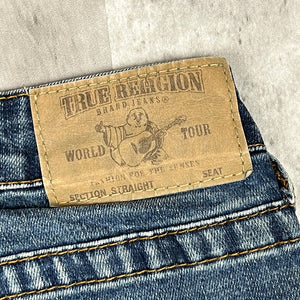 TRUE RELIGION
BRAND JEANS
WORLD TOUR
FASHION FOR THE SENSES
SECTION STRAIGHT SEAT